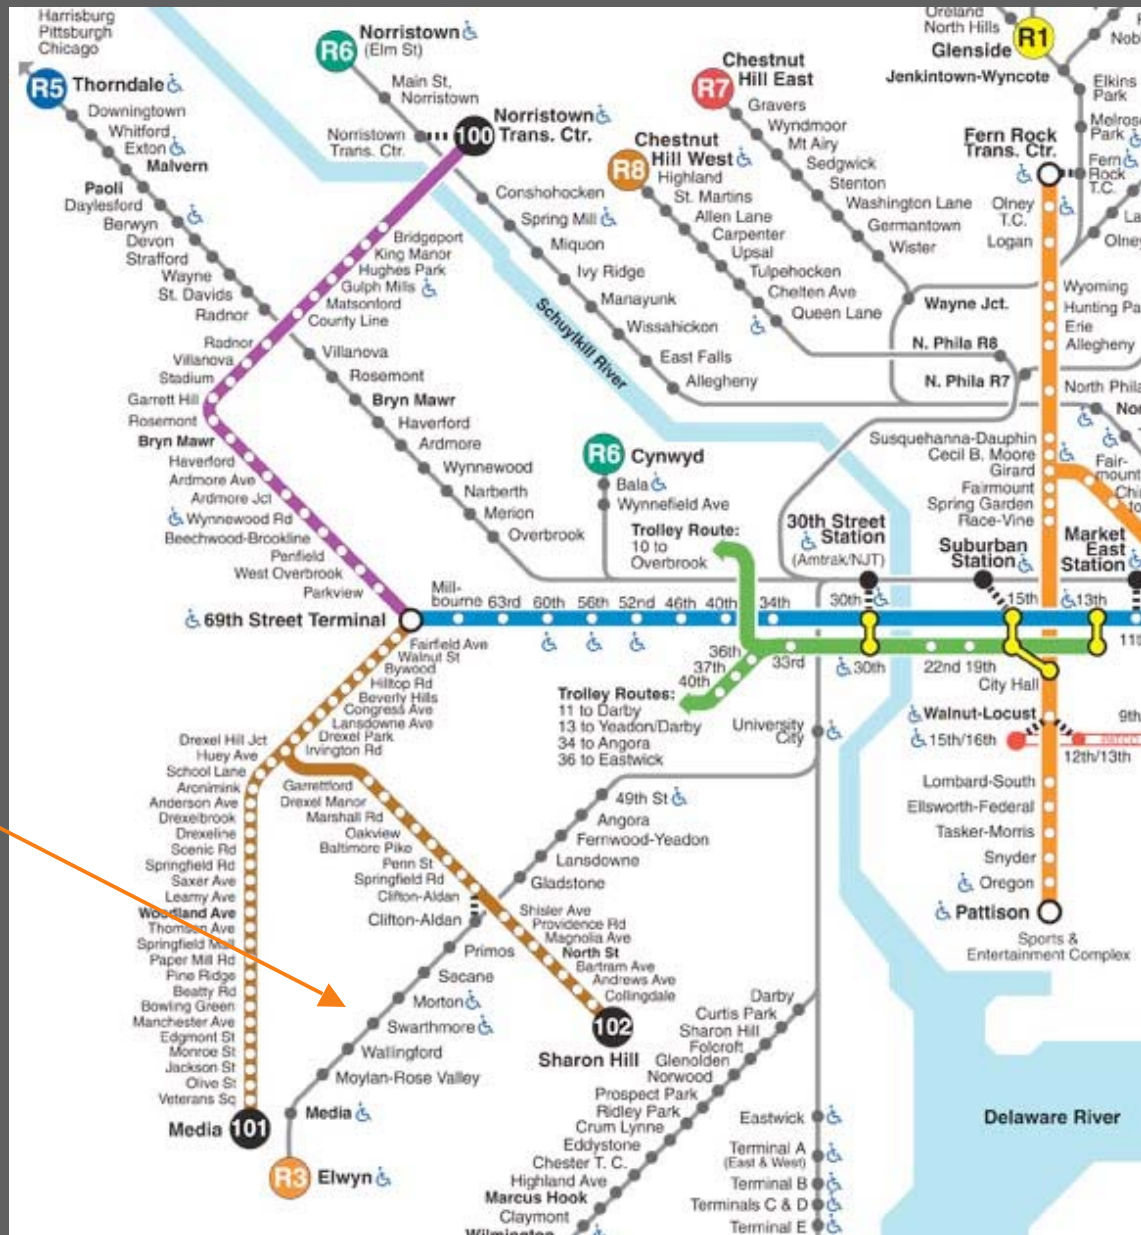 Harrisburg
Pittsburgh
Chicago
R5 Thorndale
Downingtown
Whitford
Exton
Malvern
Paoli
Daylesford
Berwyn
Devon
Strafford
Wayne
St. Davids
Radnor
Villanova
Rosemont
Bryn Mawr
Haverford
Ardmore
Wynnewood
Narberth
Merion
Overbrook
R6 Norristown
(Elm St)
Main St,
Norristown
Norristown
Trans. Ctr.
Conshohocken
Spring Mill
Miquon
Ivy Ridge
Manayunk
Wissahickon
East Falls
Allegheny
100 Norristown
Trans. Ctr.
Bridgeport
King Manor
Hughes Park
Gulph Mills
Matsonford
County Line
Radnor
Villanova
Stadium
Garrett Hill
Rosemont
Bryn Mawr
Haverford
Ardmore Ave
Ardmore Jct
Wynnewood Rd
Beechwood-Brookline
Penfield
West Overbrook
Parkview
69th Street Terminal
R7
Chestnut
Hill East
Gravers
Wyndmoor
Mt Airy
Sedgwick
Stenton
Washington Lane
Germantown
Wister
Wayne Jct.
N. Phila R8
N. Phila R7
R8
Chestnut
Hill West
Highland
St. Martins
Allen Lane
Carpenter
Upsal
Tulpehocken
Chelten Ave
Queen Lane
Schuylkill River
Oreland
North Hills
R1
Glenside
Jenkintown-Wyncote
Elkins
Park
Melrose
Park
Fern
Rock
T.C.
Fern Rock
Trans. Ctr.
Olney
T.C.
Logan
Olney
Wyoming
Hunting Pa
Erie
Allegheny
North Phila
Susquehanna-Dauphin
Cecil B. Moore
Girard
Fairmount
Spring Garden
Race-Vine
Fair-
mount
R6 Cynwyd
Bala
Wynnefield Ave
Trolley Route:
10 to
Overbrook
30th Street
Station
(Amtrak/NJT)
Suburban
Station
Market
East
Station
Mill-
bourne 63rd 60th 56th 52nd 46th 40th 34th 30th 15th 13th
11th
36th
37th
40th
33rd 30th 22nd 19th
City Hall
Trolley Routes:
11 to Darby
13 to Yeadon/Darby
34 to Angora
36 to Eastwick
University
City
Walnut-Locust
15th/16th
9th
12th/13th
Lombard-South
Ellsworth-Federal
Tasker-Morris
Snyder
Oregon
Pattison
Sports &
Entertainment Complex
Fairfield Ave
Walnut St
Bywood
Hilltop Rd
Beverly Hills
Congress Ave
Lansdowne Ave
Drexel Park
Irvington Rd
Drexel Hill Jct
Huey Ave
School Lane
Aronimink
Anderson Ave
Drexelbrook
Drexeline
Scenic Rd
Springfield Rd
Saxer Ave
Leamy Ave
Woodland Ave
Thomson Ave
Springfield Mall
Paper Mill Rd
Pine Ridge
Beatty Rd
Bowling Green
Manchester Ave
Edgmont St
Monroe St
Jackson St
Olive St
Veterans Sq
Media 101
Garrettford
Drexel Manor
Marshall Rd
Oakview
Baltimore Pike
Penn St
Springfield Rd
Clifton-Aldan
Shisler Ave
Providence Rd
Magnolia Ave
North St
Bartram Ave
Andrews Ave
Collingdale
102
Sharon Hill
49th St
Angora
Fernwood-Yeadon
Lansdowne
Gladstone
Clifton-Aldan
Primos
Secane
Morton
Swarthmore
Wallingford
Moylan-Rose Valley
Media
R3 Elwyn
Darby
Curtis Park
Sharon Hill
Folcroft
Glenolden
Norwood
Prospect Park
Ridley Park
Crum Lynne
Eddystone
Chester T. C.
Highland Ave
Marcus Hook
Claymont
Wilmington
Eastwick
Terminal A
(East & West)
Terminal B
Terminals C & D
Terminal E
Delaware River